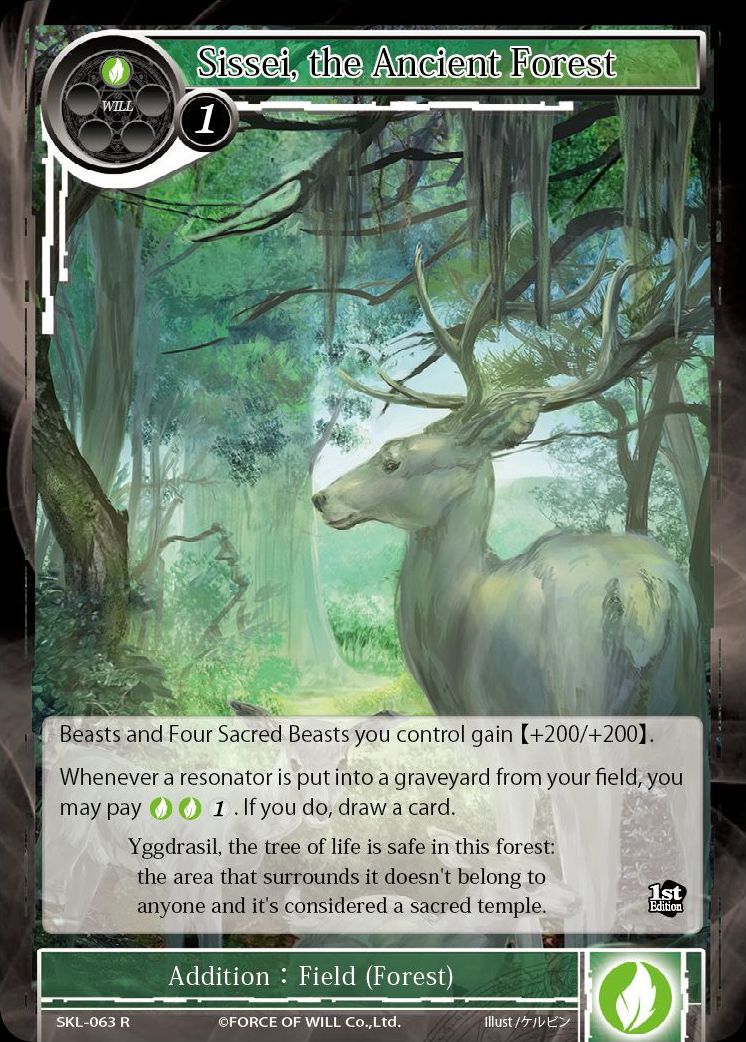 Sissei, the Ancient Forest
WILL
1
Beasts and Four Sacred Beasts you control gain 【+200/+200】.
Whenever a resonator is put into a graveyard from your field, you
may pay 1 . If you do, draw a card.
Yggdrasil, the tree of life is safe in this forest:
the area that surrounds it doesn't belong to
anyone and it's considered a sacred temple.
1st
Edition
Addition : Field (Forest)
SKL-063 R ©FORCE OF WILL Co.,Ltd. Illust/ケルビン